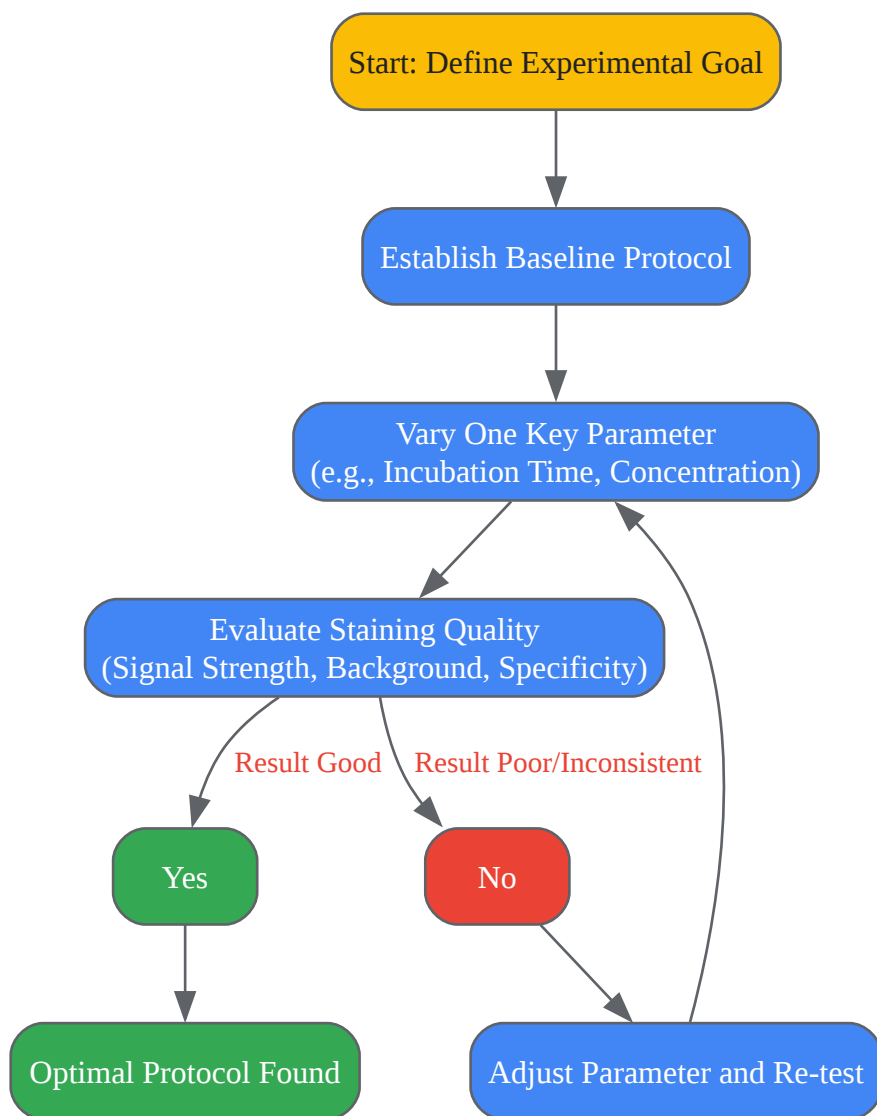 Start: Define Experimental Goal
Establish Baseline Protocol
Vary One Key Parameter
(e.g., Incubation Time, Concentration)
Evaluate Staining Quality
(Signal Strength, Background, Specificity)
Result Good
Result Poor/Inconsistent
Yes
No
Optimal Protocol Found
Adjust Parameter and Re-test